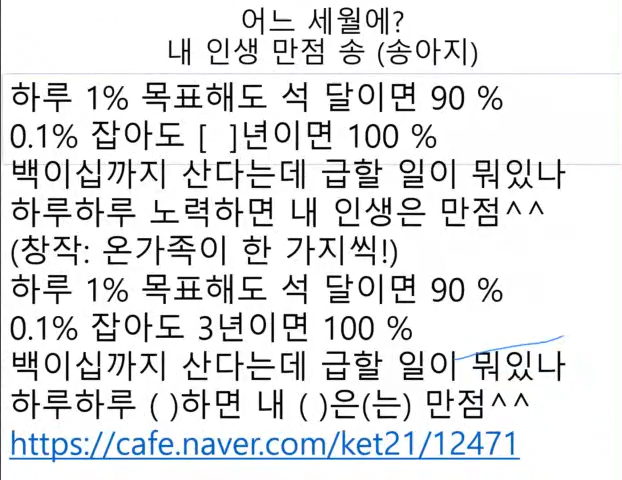 어느 세월에?
내 인생 만점 송 (송아지)
하루 1% 목표해도 석 달이면 90 %
0.1% 잡아도 [  ]년이면 100 %
백이십까지 산다는데 급할 일이 뭐있나
하루하루 노력하면 내 인생은 만점^^
(창작: 온가족이 한 가지씩!)
하루 1% 목표해도 석 달이면 90 %
0.1% 잡아도 3년이면 100 %
백이십까지 산다는데 급할 일이 뭐있나
하루하루 ( )하면 내 ( )은(는) 만점^^
https://cafe.naver.com/ket21/12471